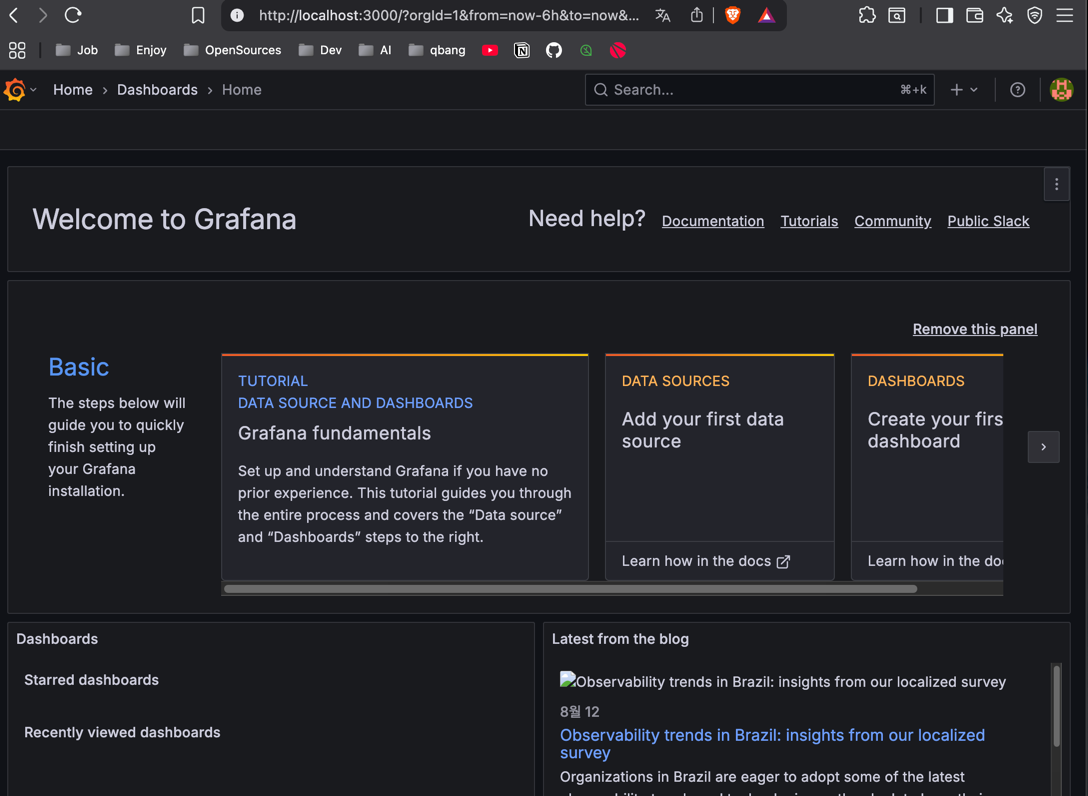 http://localhost:3000/?orgId=1&from=now-6h&to=now&...
Job Enjoy OpenSources Dev AI qbang
Home › Dashboards › Home
Search... ⌘+k
Welcome to Grafana
Need help? Documentation Tutorials Community Public Slack
Remove this panel
Basic
The steps below will
guide you to quickly
finish setting up
your Grafana
installation.
TUTORIAL
DATA SOURCE AND DASHBOARDS
Grafana fundamentals
Set up and understand Grafana if you have no
prior experience. This tutorial guides you through
the entire process and covers the “Data source”
and “Dashboards” steps to the right.
DATA SOURCES
Add your first data
source
Learn how in the docs
DASHBOARDS
Create your firs
dashboard
Learn how in the do
Dashboards
Starred dashboards
Recently viewed dashboards
Latest from the blog
Observability trends in Brazil: insights from our localized survey
8월 12
Observability trends in Brazil: insights from our localized
survey
Organizations in Brazil are eager to adopt some of the latest